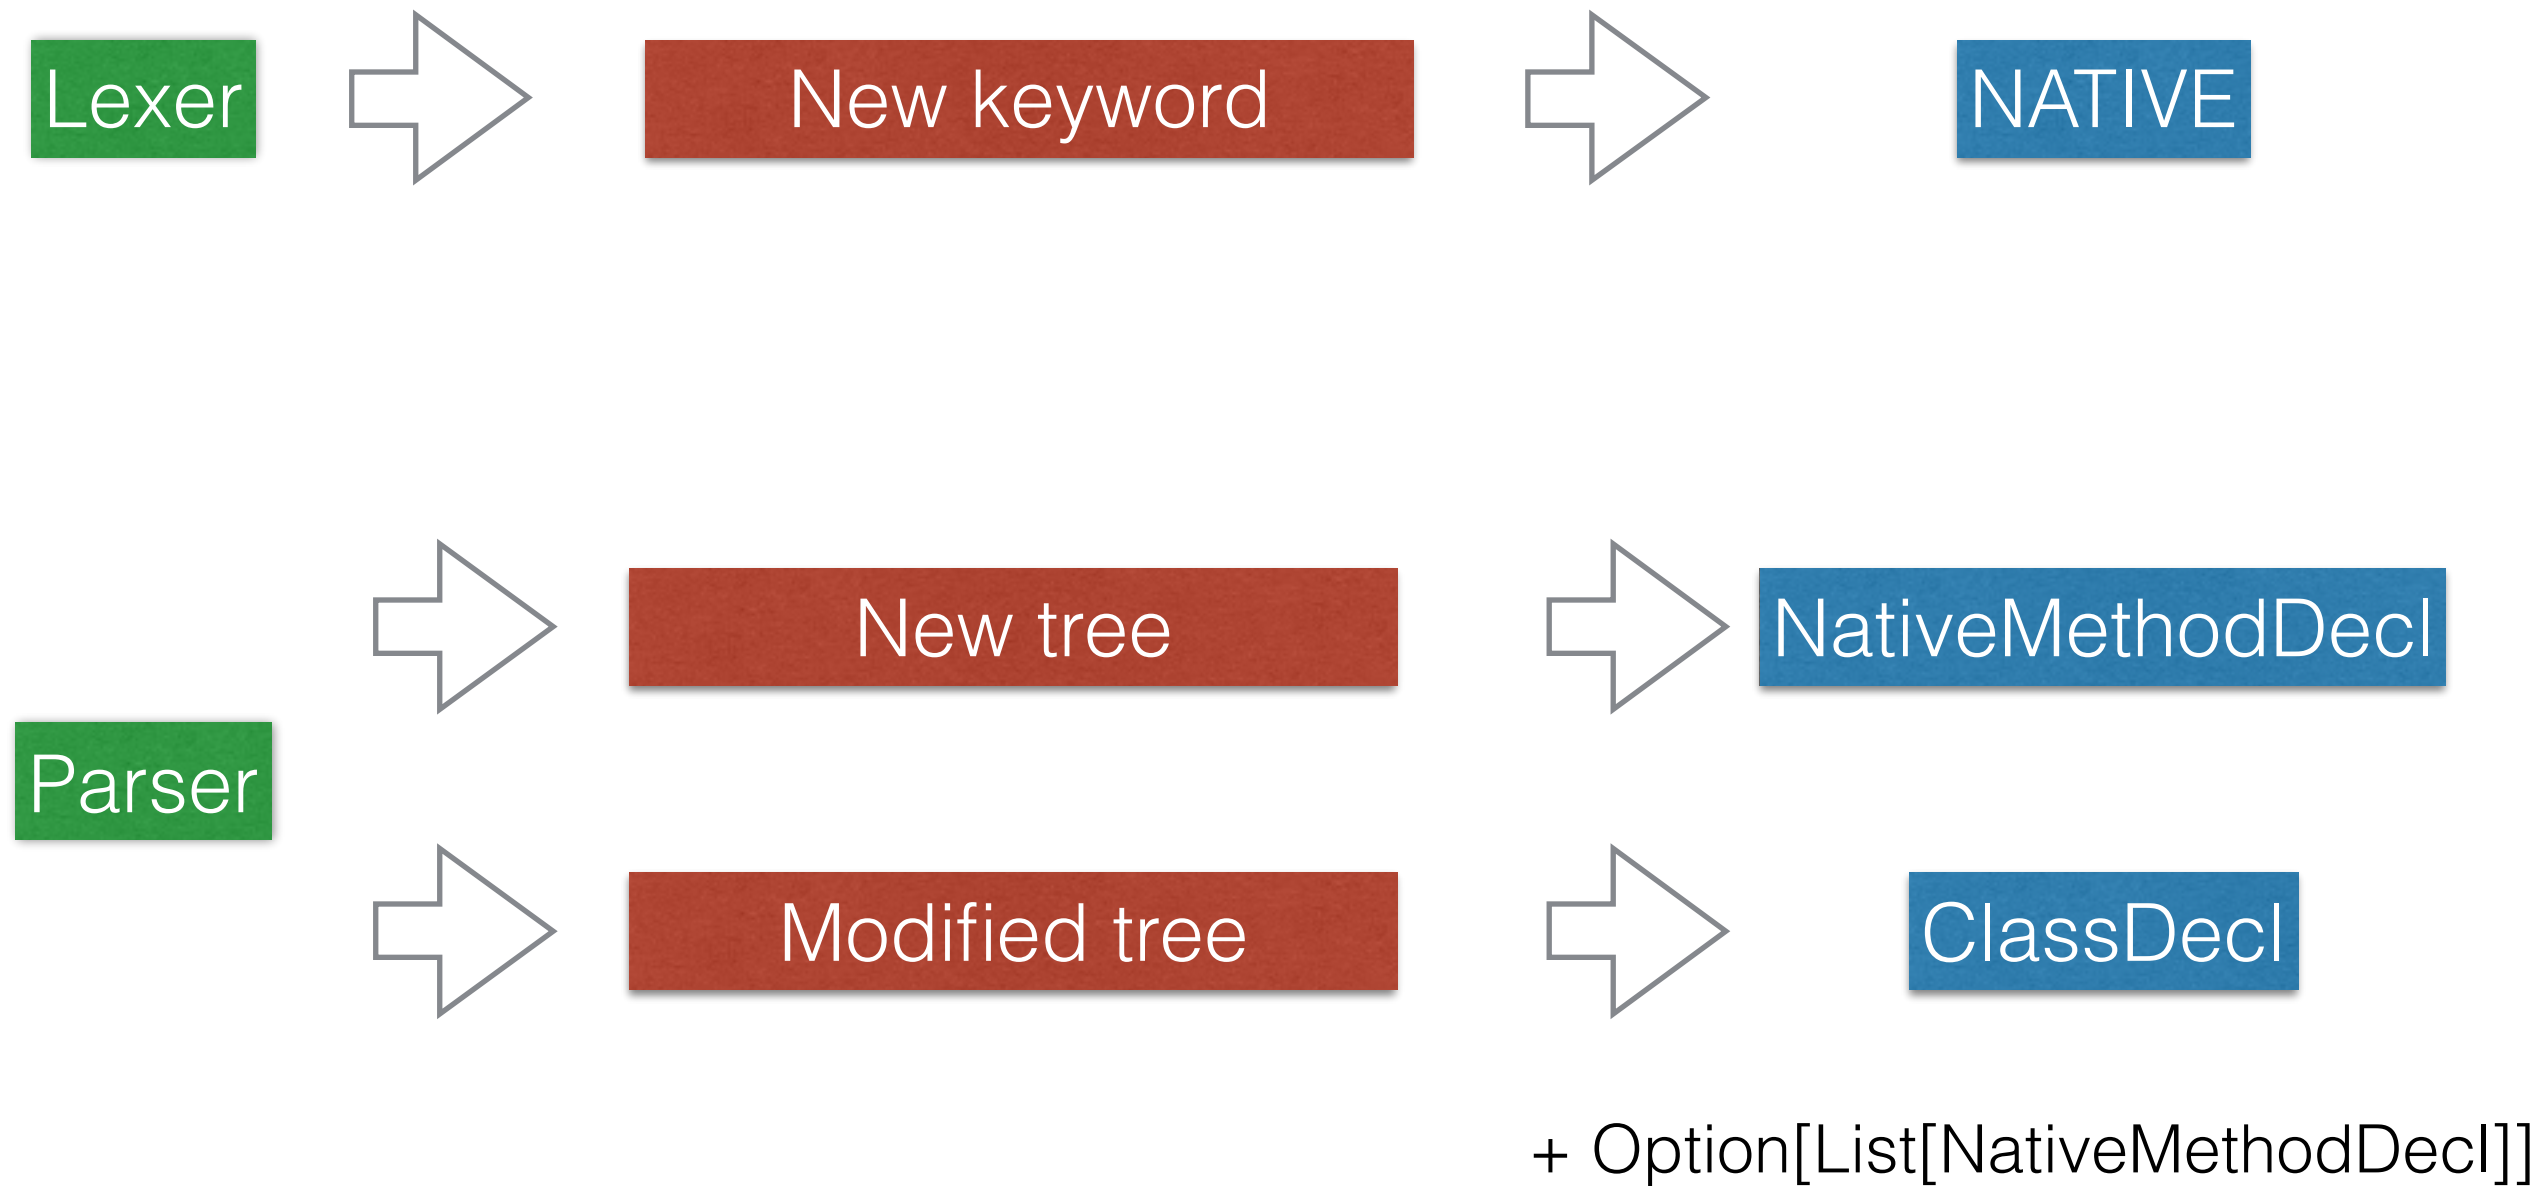 Lexer
New keyword
NATIVE
New tree
NativeMethodDecl
Parser
Modified tree
ClassDecl
+ Option[List[NativeMethodDecl]]